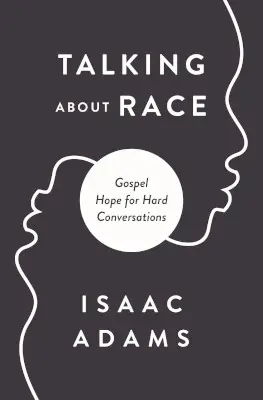 TALKING
ABOUT RACE
Gospel
Hope for Hard
Conversations
ISAAC
ADAMS